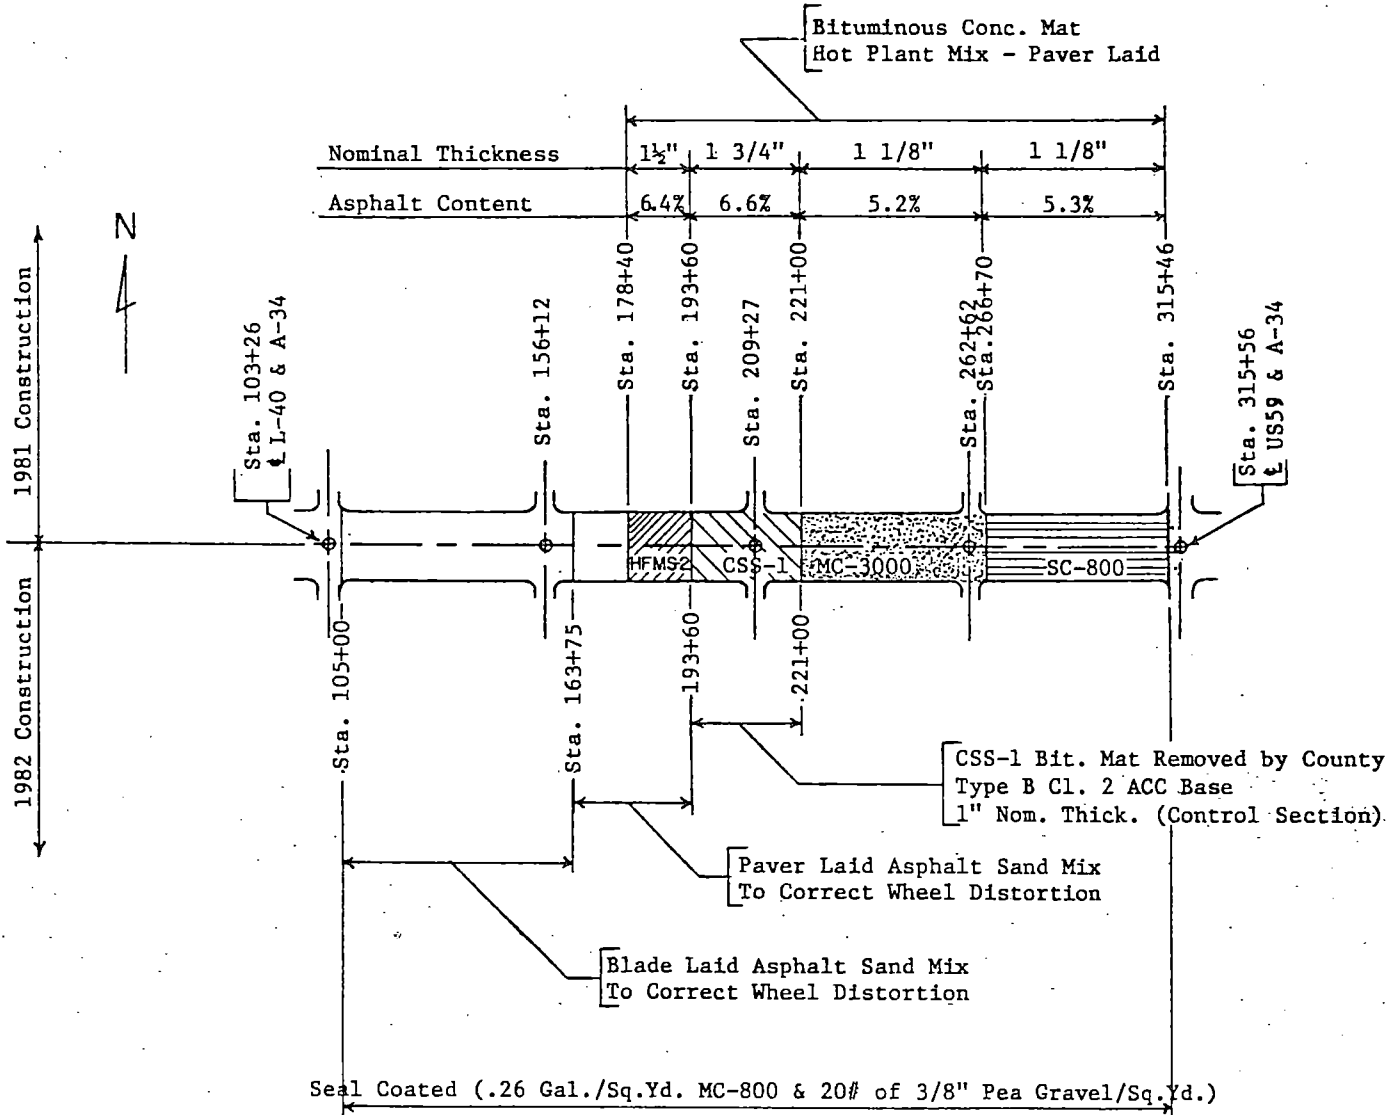 Bituminous Conc. Mat
Hot Plant Mix - Paver Laid
Nominal Thickness 1½" 1 3/4" 1 1/8" 1 1/8"
Asphalt Content 6.4% 6.6% 5.2% 5.3%
N
1981 Construction
Sta. 103+26
℄ L-40 & A-34
Sta. 156+12
Sta. 178+40
Sta. 193+60
Sta. 209+27
Sta. 221+00
Sta. 262+62
Sta. 266+70
Sta. 315+46
Sta. 315+56
℄ US59 & A-34
HFMS-2 CSS-1 MC-3000 SC-800
1982 Construction
Sta. 105+00
Sta. 163+75
193+60
221+00
CSS-1 Bit. Mat Removed by County
Type B Cl. 2 ACC Base
1" Nom. Thick. (Control Section)
Paver Laid Asphalt Sand Mix
To Correct Wheel Distortion
Blade Laid Asphalt Sand Mix
To Correct Wheel Distortion
Seal Coated (.26 Gal./Sq.Yd. MC-800 & 20# of 3/8" Pea Gravel/Sq.Yd.)